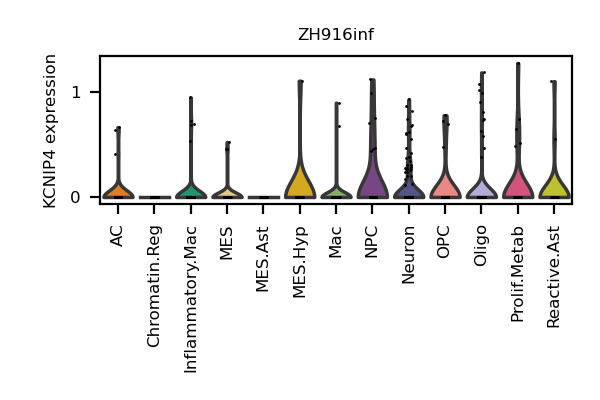 ZH916inf
KCNIP4 expression
1
0
AC
Chromatin.Reg
Inflammatory.Mac
MES
MES.Ast
MES.Hyp
Mac
NPC
Neuron
OPC
Oligo
Prolif.Metab
Reactive.Ast